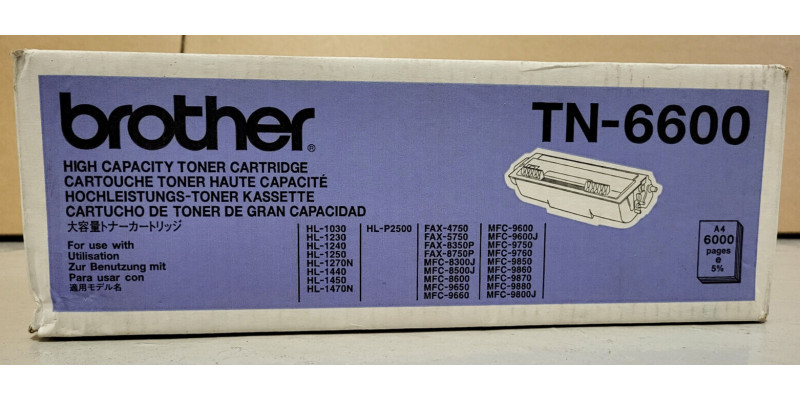 brother®
TN-6600
HIGH CAPACITY TONER CARTRIDGE
CARTOUCHE TONER HAUTE CAPACITÉ
HOCHLEISTUNGS-TONER KASSETTE
CARTUCHO DE TONER DE GRAN CAPACIDAD
大容量トナーカートリッジ
For use with
Utilisation
Zur Benutzung mit
Para usar con
適用モデル名
HL-1030
HL-1230
HL-1240
HL-1250
HL-1270N
HL-1440
HL-1450
HL-1470N
HL-P2500
FAX-4750
FAX-5750
FAX-8350P
FAX-8750P
MFC-8300J
MFC-8500J
MFC-8600
MFC-9650
MFC-9660
MFC-9600
MFC-9600J
MFC-9750
MFC-9760
MFC-9850
MFC-9860
MFC-9870
MFC-9880
MFC-9800J
A4
6000
pages
@
5%